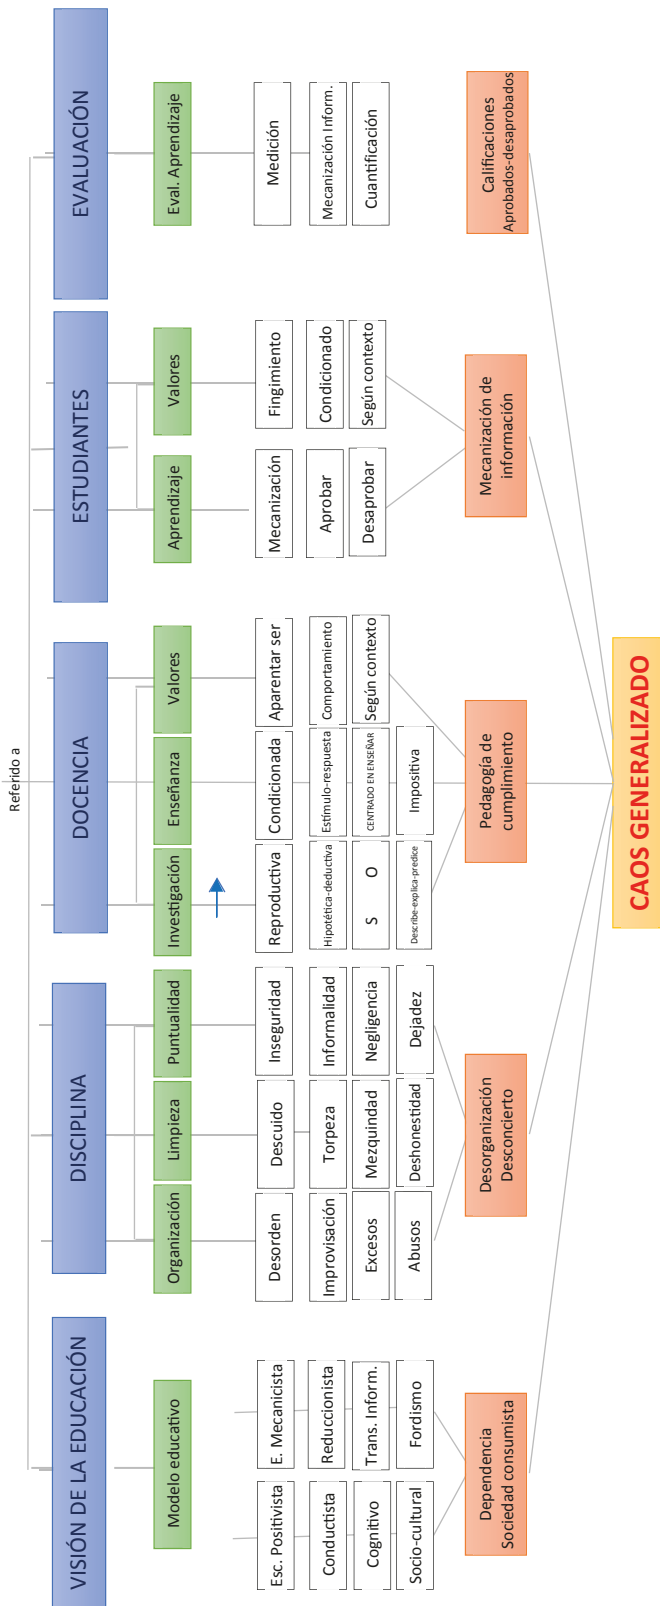 Referido a
VISIÓN DE LA EDUCACIÓN
DISCIPLINA
DOCENCIA
ESTUDIANTES
EVALUACIÓN
Modelo educativo
Organización
Limpieza
Puntualidad
Investigación
Enseñanza
Valores
Aprendizaje
Valores
Eval. Aprendizaje
Esc. Positivista
E. Mecanicista
Desorden
Descuido
Inseguridad
Reproductiva
Condicionada
Aparentar ser
Mecanización
Fingimiento
Medición
Conductista
Reduccionista
Improvisación
Torpeza
Informalidad
Hipotética-deductiva
Estímulo-respuesta
Comportamiento
Aprobar
Condicionado
Mecanización Inform.
Cognitivo
Trans. Inform.
Excesos
Mezquindad
Negligencia
S O
CENTRADO EN ENSEÑAR
Según contexto
Desaprobar
Según contexto
Cuantificación
Socio-cultural
Fordismo
Abusos
Deshonestidad
Dejadez
Describe-explica-predice
Impositiva
Dependencia
Sociedad consumista
Desorganización
Desconcierto
Pedagogía de
cumplimiento
Mecanización de
información
Calificaciones
Aprobados-desaprobados
CAOS GENERALIZADO